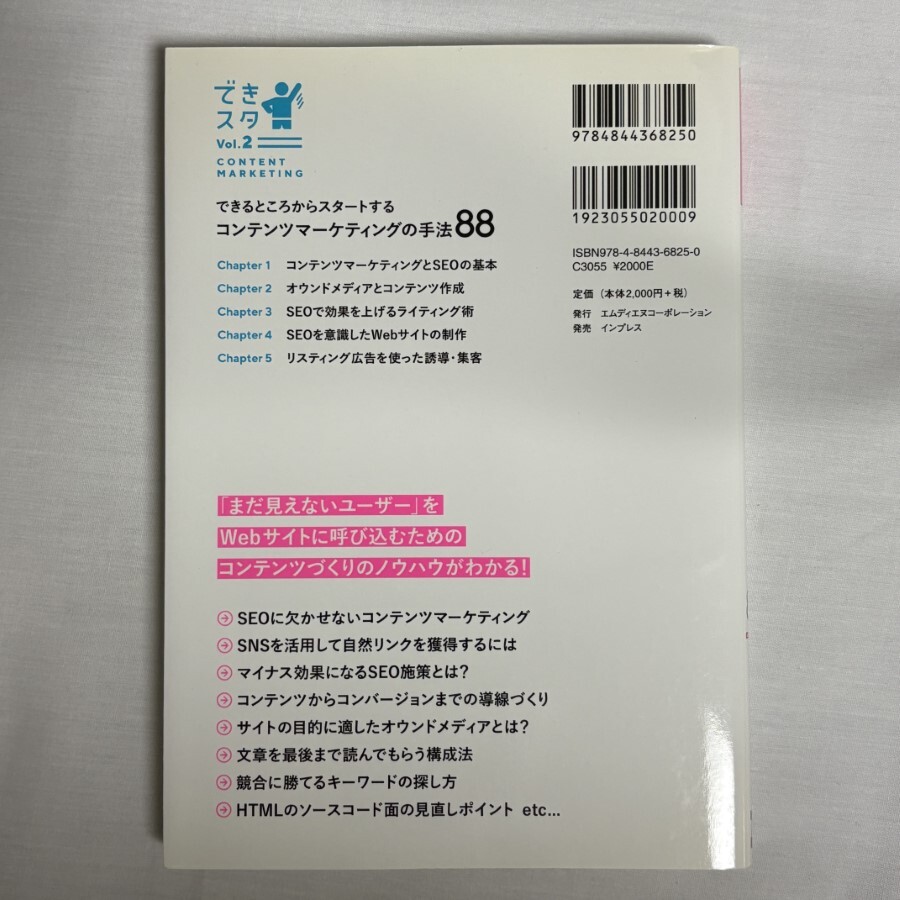 できスタ
Vol.2
CONTENT
MARKETING
できるところからスタートする
コンテンツマーケティングの手法88
Chapter 1 コンテンツマーケティングとSEOの基本
Chapter 2 オウンドメディアとコンテンツ作成
Chapter 3 SEOで効果を上げるライティング術
Chapter 4 SEOを意識したWebサイトの制作
Chapter 5 リスティング広告を使った誘導・集客
9784844368250
1923055020009
ISBN978-4-8443-6825-0
C3055 ¥2000E
定価（本体2,000円＋税）
発行 エムディエヌコーポレーション
発売 インプレス
「まだ見えないユーザー」を
Webサイトに呼び込むための
コンテンツづくりのノウハウがわかる！
SEOに欠かせないコンテンツマーケティング
SNSを活用して自然リンクを獲得するには
マイナス効果になるSEO施策とは？
コンテンツからコンバージョンまでの導線づくり
サイトの目的に適したオウンドメディアとは？
文章を最後まで読んでもらう構成法
競合に勝てるキーワードの探し方
HTMLのソースコード面の見直しポイント etc...